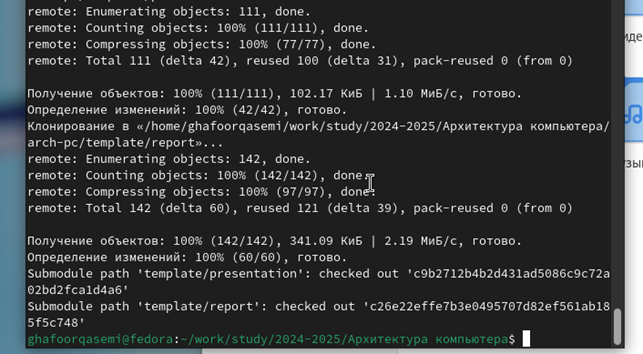 remote: Enumerating objects: 111, done.
remote: Counting objects: 100% (111/111), done.
remote: Compressing objects: 100% (77/77), done.
remote: Total 111 (delta 42), reused 100 (delta 31), pack-reused 0 (from 0)
Получение объектов: 100% (111/111), 102.17 КиБ | 1.10 МиБ/с, готово.
Определение изменений: 100% (42/42), готово.
Клонирование в «/home/ghafoorqasemi/work/study/2024-2025/Архитектура компьютера/
arch-pc/template/report»...
remote: Enumerating objects: 142, done.
remote: Counting objects: 100% (142/142), done.
remote: Compressing objects: 100% (97/97), done.
remote: Total 142 (delta 60), reused 121 (delta 39), pack-reused 0 (from 0)
Получение объектов: 100% (142/142), 341.09 КиБ | 2.19 МиБ/с, готово.
Определение изменений: 100% (60/60), готово.
Submodule path 'template/presentation': checked out 'c9b2712b4b2d431ad5086c9c72a
02bd2fca1d4a6'
Submodule path 'template/report': checked out 'c26e22effe7b3e0495707d82ef561ab18
5f5c748'
ghafoorqasemi@fedora:~/work/study/2024-2025/Архитектура компьютера$